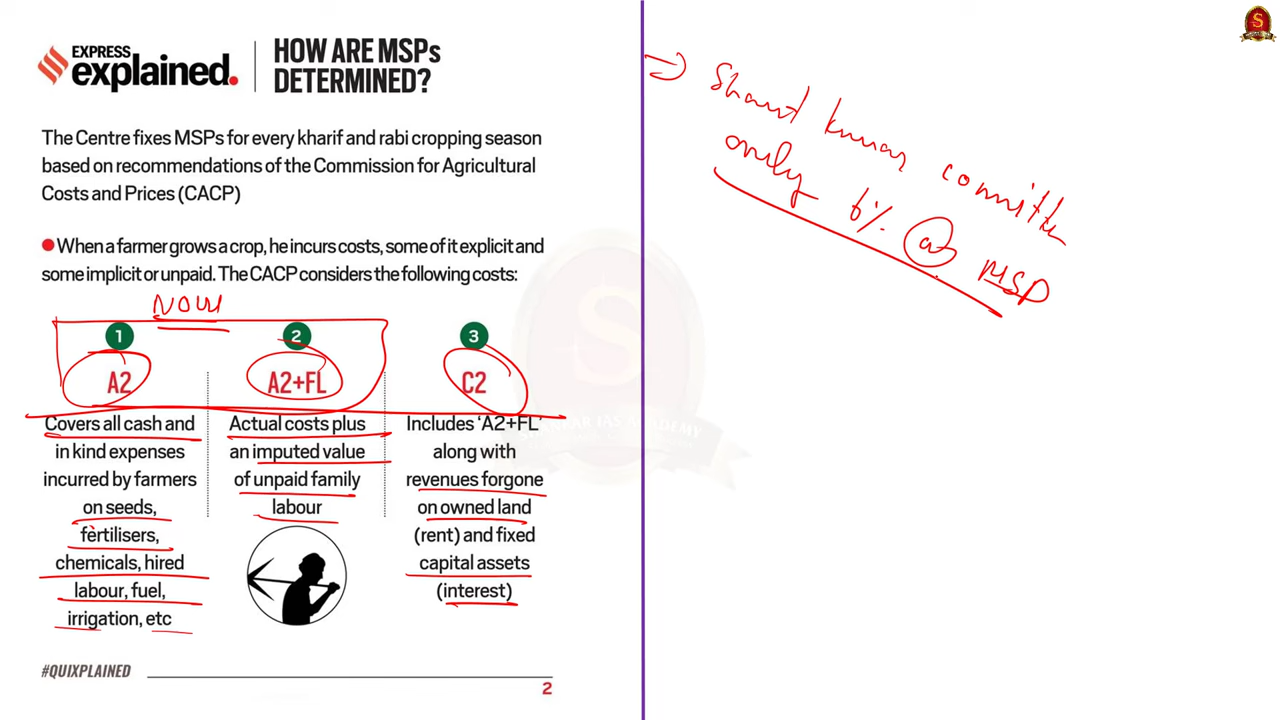 EXPRESS
explained.
HOW ARE MSPs
DETERMINED?
The Centre fixes MSPs for every kharif and rabi cropping season
based on recommendations of the Commission for Agricultural
Costs and Prices (CACP)
When a farmer grows a crop, he incurs costs, some of it explicit and
some implicit or unpaid. The CACP considers the following costs:
NOW
1
A2
Covers all cash and
in kind expenses
incurred by farmers
on seeds,
fertilisers,
chemicals, hired
labour, fuel,
irrigation, etc
2
A2+FL
Actual costs plus
an imputed value
of unpaid family
labour
3
C2
Includes ‘A2+FL’
along with
revenues forgone
on owned land
(rent) and fixed
capital assets
(interest)
#QUIXPLAINED
2
kumar committee
only 6% at MSP
S
SHANKAR IAS ACADEMY